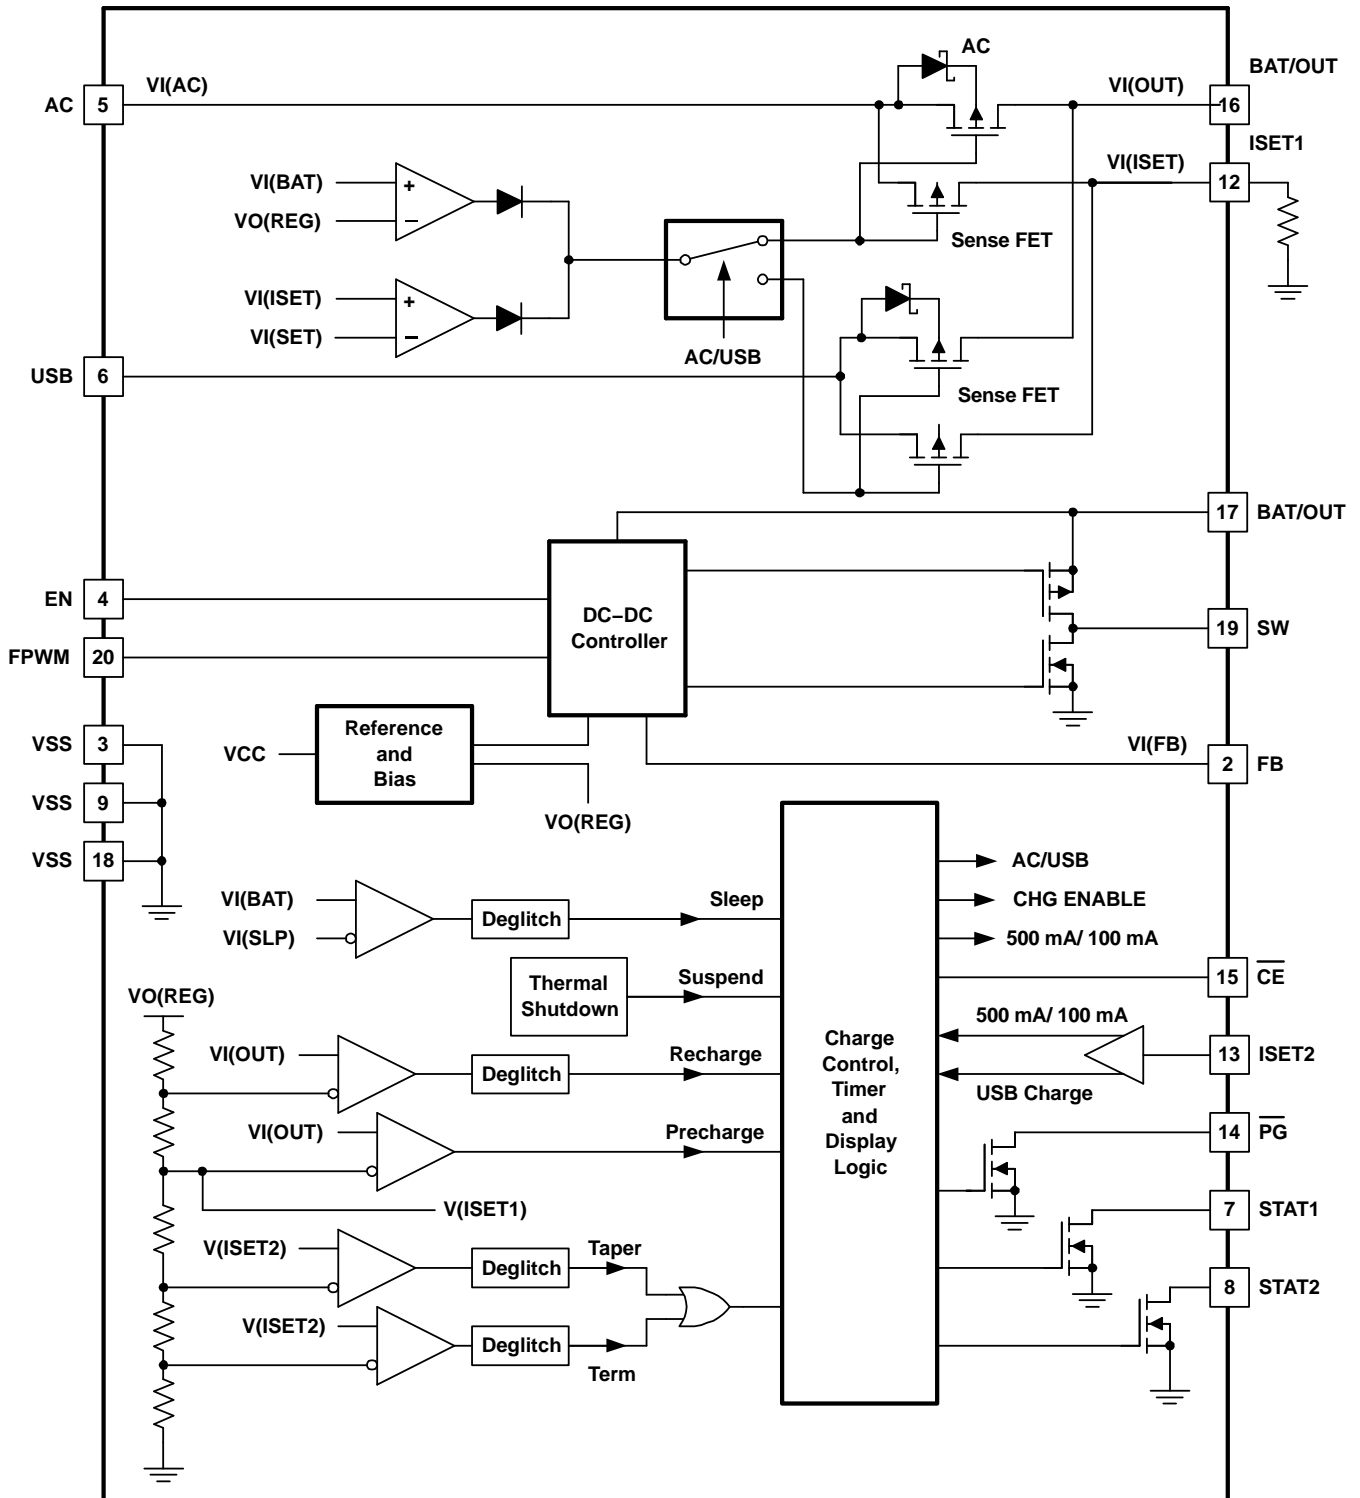 AC
BAT/OUT
AC 5 VI(AC)
VI(OUT) 16
ISET1
VI(BAT)
+
VI(ISET) 12
VO(REG)
−
Sense FET
VI(ISET)
+
VI(SET)
−
AC/USB
USB 6
Sense FET
17 BAT/OUT
EN 4
DC−DC
Controller
19 SW
FPWM 20
VSS 3
VCC
Reference
and
Bias
VI(FB)
2 FB
VSS 9
VO(REG)
VSS 18
AC/USB
VI(BAT)
Deglitch
Sleep
CHG ENABLE
VI(SLP)
500 mA/ 100 mA
Thermal
Shutdown
Suspend
15 CE
VO(REG)
500 mA/ 100 mA
VI(OUT)
Deglitch
Recharge
Charge
Control,
Timer
and
Display
Logic
13 ISET2
USB Charge
VI(OUT)
Precharge
14 PG
V(ISET1)
7 STAT1
V(ISET2)
Deglitch
Taper
8 STAT2
V(ISET2)
Deglitch
Term